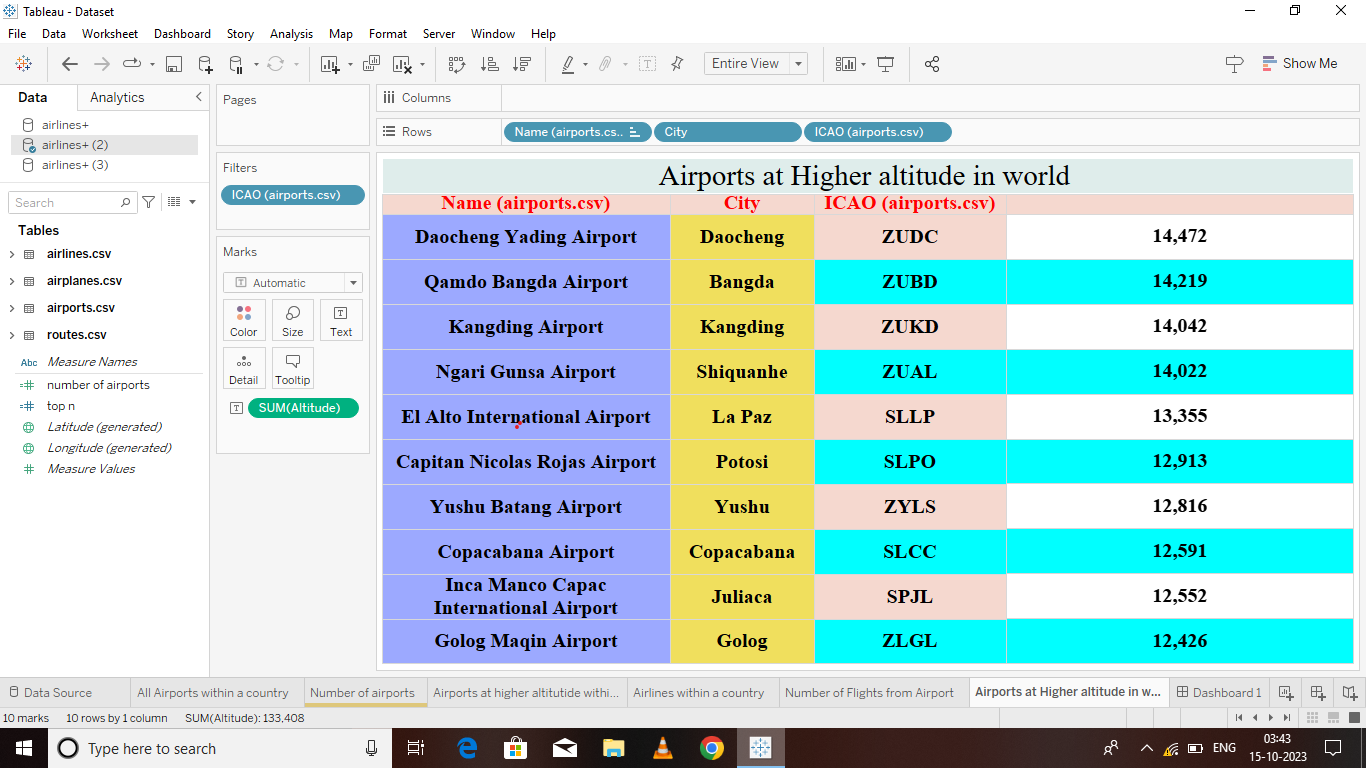 Tableau - Dataset
File Data Worksheet Dashboard Story Analysis Map Format Server Window Help
Entire View
Show Me
Data Analytics
airlines+
airlines+ (2)
airlines+ (3)
Search
Tables
airlines.csv
airplanes.csv
airports.csv
routes.csv
Abc Measure Names
number of airports
top n
Latitude (generated)
Longitude (generated)
Measure Values
Pages
Filters
ICAO (airports.csv)
Marks
Automatic
Color Size Text
Detail Tooltip
SUM(Altitude)
Columns
Rows Name (airports.cs.. City ICAO (airports.csv)
Airports at Higher altitude in world
Name (airports.csv) City ICAO (airports.csv)
Daocheng Yading Airport Daocheng ZUDC 14,472
Qamdo Bangda Airport Bangda ZUBD 14,219
Kangding Airport Kangding ZUKD 14,042
Ngari Gunsa Airport Shiquanhe ZUAL 14,022
El Alto International Airport La Paz SLLP 13,355
Capitan Nicolas Rojas Airport Potosi SLPO 12,913
Yushu Batang Airport Yushu ZYLS 12,816
Copacabana Airport Copacabana SLCC 12,591
Inca Manco Capac
International Airport Juliaca SPJL 12,552
Golog Maqin Airport Golog ZLGL 12,426
Data Source All Airports within a country Number of airports Airports at higher altitutide withi... Airlines within a country Number of Flights from Airport Airports at Higher altitude in w... Dashboard 1
10 marks 10 rows by 1 column SUM(Altitude): 133,408
Type here to search
ENG
03:43
15-10-2023